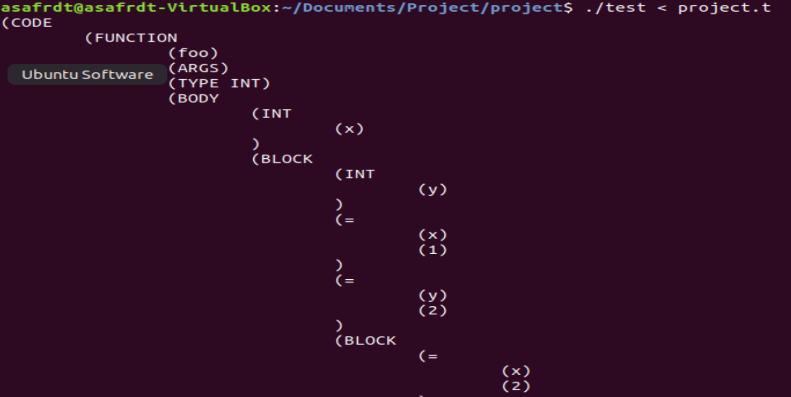 asafrdt@asafrdt-VirtualBox:~/Documents/Project/project$ ./test < project.t
(CODE
(FUNCTION
(foo)
(ARGS)
Ubuntu Software
(TYPE INT)
(BODY
(INT
(x)
)
(BLOCK
(INT
(y)
)
(=
(x)
(1)
)
(=
(y)
(2)
)
(BLOCK
(=
(x)
(2)